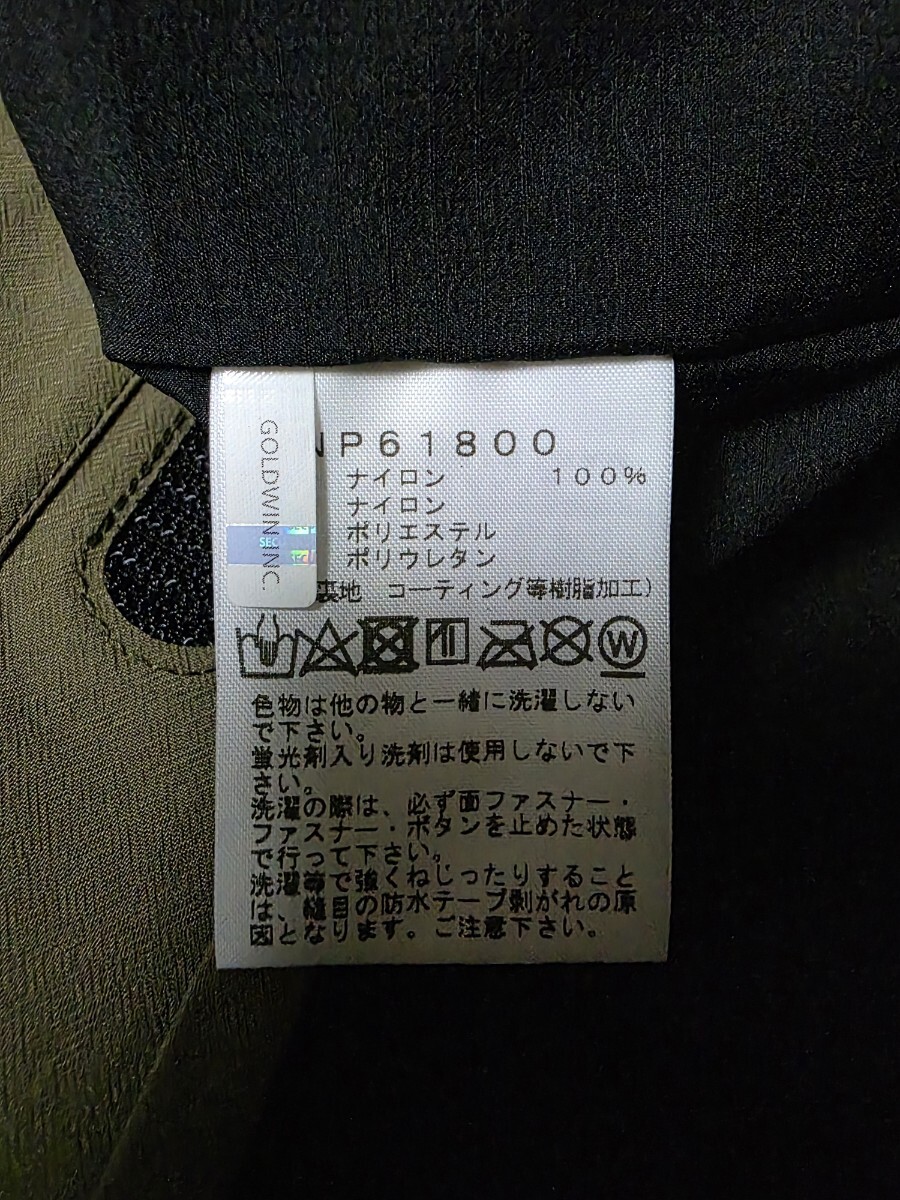 NP61800
ナイロン 100%
ナイロン
ポリエステル
ポリウレタン
裏地 コーティング等樹脂加工)
GOLDWIN INC.
SEC
W
色物は他の物と一緒に洗濯しない
で下さい。
蛍光剤入り洗剤は使用しないで下
さい。
洗濯の際は、必ず面ファスナー・
ファスナー・ボタンを止めた状態
で行って下さい。
洗濯等で強くねじったりすること
は、縫目の防水テープ剥がれの原
因となります。ご注意下さい。